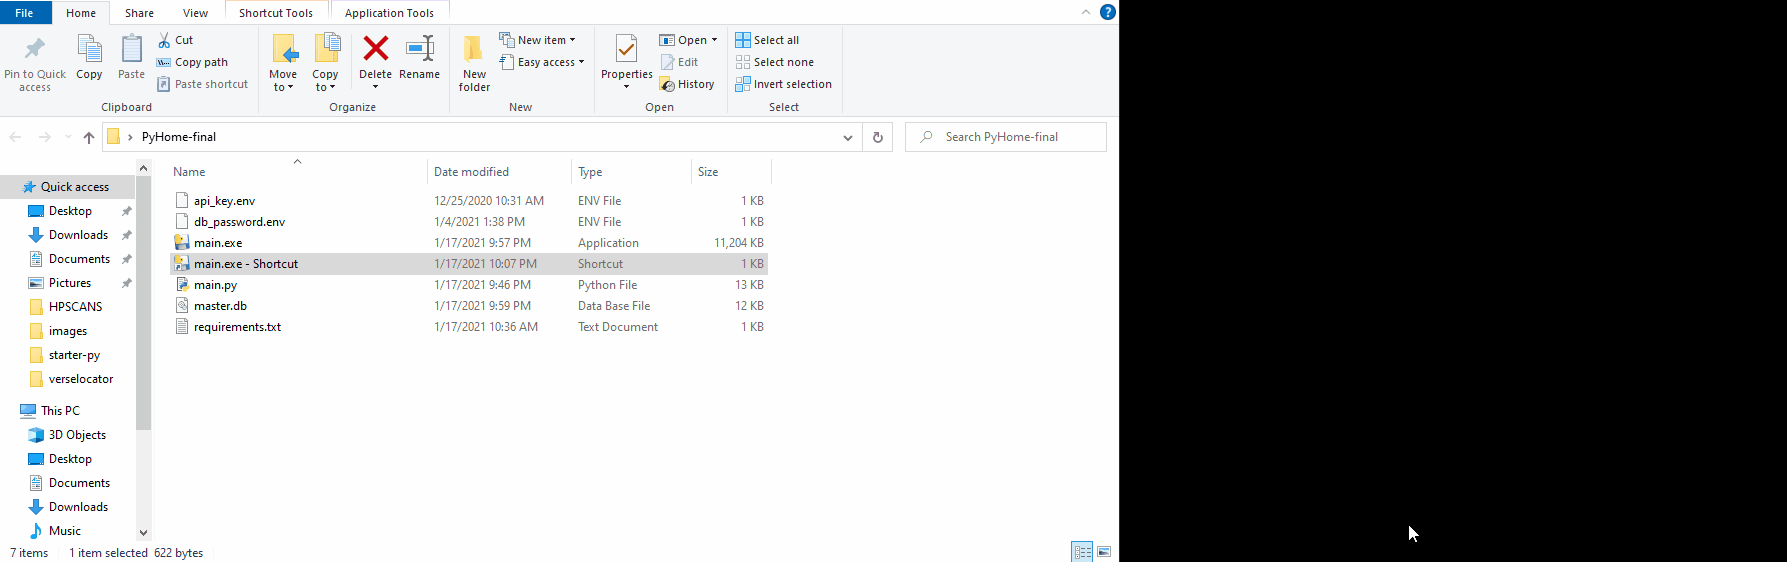 File Home Share View Shortcut Tools Application Tools
Pin to Quick access
Copy
Paste
Cut
Copy path
Paste shortcut
Clipboard
Move to
Copy to
Delete
Rename
Organize
New folder
New item
Easy access
New
Properties
Open
Edit
History
Open
Select all
Select none
Invert selection
Select
PyHome-final
Search PyHome-final
Quick access
Desktop
Downloads
Documents
Pictures
HPSCANS
images
starter-py
verselocator
This PC
3D Objects
Desktop
Documents
Downloads
Music
Name Date modified Type Size
api_key.env 12/25/2020 10:31 AM ENV File 1 KB
db_password.env 1/4/2021 1:38 PM ENV File 1 KB
main.exe 1/17/2021 9:57 PM Application 11,204 KB
main.exe - Shortcut 1/17/2021 10:07 PM Shortcut 1 KB
main.py 1/17/2021 9:46 PM Python File 13 KB
master.db 1/17/2021 9:59 PM Data Base File 12 KB
requirements.txt 1/17/2021 10:36 AM Text Document 1 KB
7 items 1 item selected 622 bytes